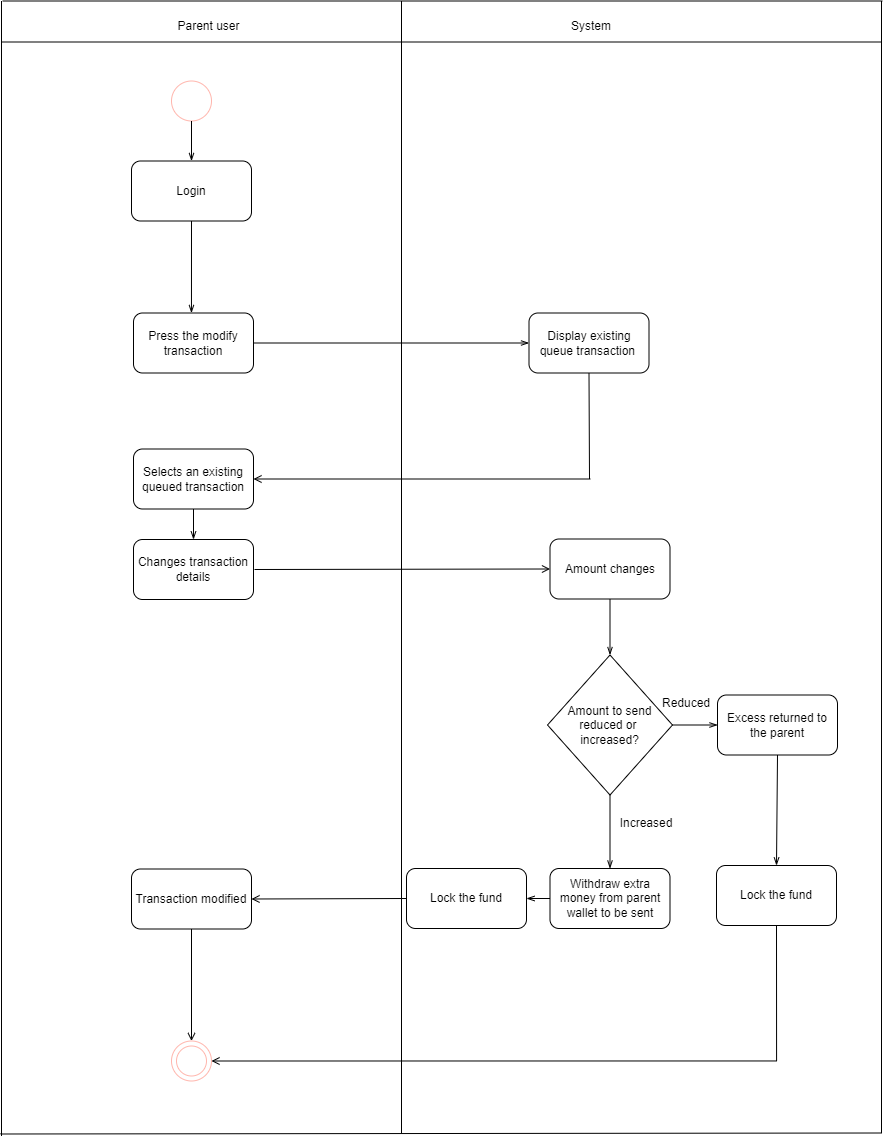 Parent user
System
Login
Press the modify
transaction
Display existing
queue transaction
Selects an existing
queued transaction
Changes transaction
details
Amount changes
Amount to send
reduced or
increased?
Reduced
Excess returned to
the parent
Increased
Transaction modified
Lock the fund
Withdraw extra
money from parent
wallet to be sent
Lock the fund